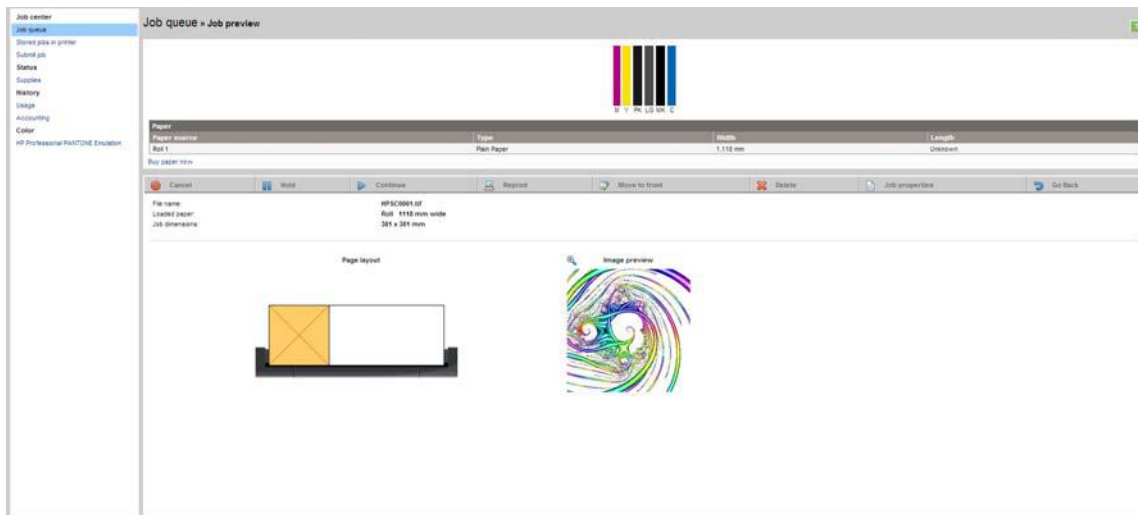 Job center
Job queue
Stored jobs in printer
Submit job
Status
Supplies
History
Usage
Accounting
Color
HP Professional PANTONE Emulation
Job queue » Job preview
M Y PK LG MK C
Paper
Paper source Type Width Length
Roll 1 Plain Paper 1.118 mm Unknown
Buy paper now
Cancel Hold Continue Reprint Move to front Delete Job properties Go Back
File name: HPSC0001.tif
Loaded paper: Roll 1118 mm wide
Job dimensions: 381 x 381 mm
Page layout Image preview